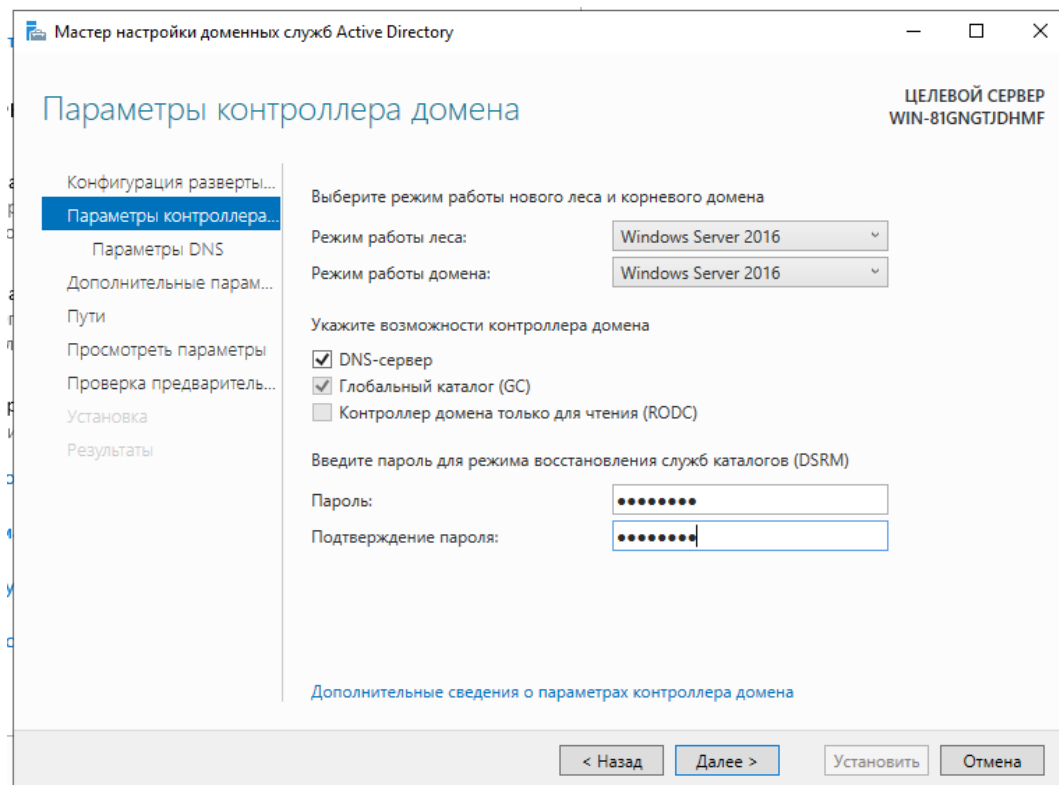 Мастер настройки доменных служб Active Directory
Параметры контроллера домена
ЦЕЛЕВОЙ СЕРВЕР
WIN-81GNGTJDHMF
Конфигурация разверты...
Параметры контроллера...
Параметры DNS
Дополнительные парам...
Пути
Просмотреть параметры
Проверка предваритель...
Установка
Результаты
Выберите режим работы нового леса и корневого домена
Режим работы леса: Windows Server 2016
Режим работы домена: Windows Server 2016
Укажите возможности контроллера домена
DNS-сервер
Глобальный каталог (GC)
Контроллер домена только для чтения (RODC)
Введите пароль для режима восстановления служб каталогов (DSRM)
Пароль: ●●●●●●●●
Подтверждение пароля: ●●●●●●●●
Дополнительные сведения о параметрах контроллера домена
< Назад Далее > Установить Отмена